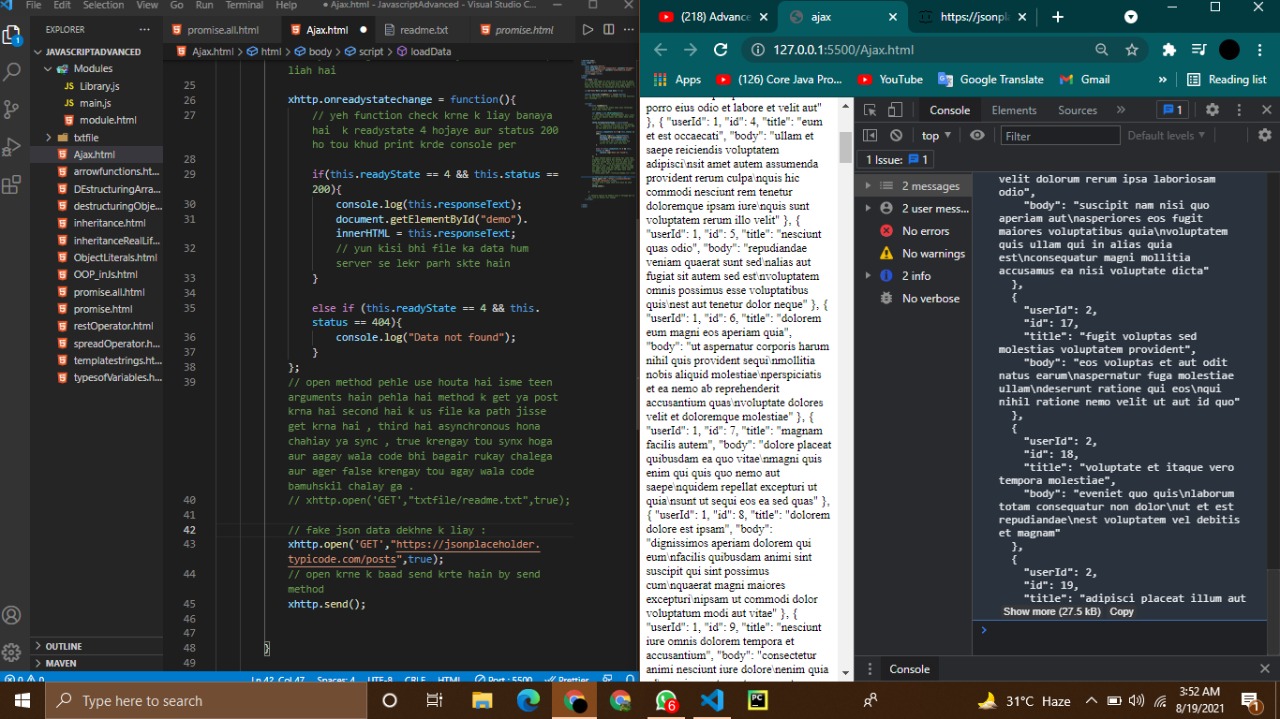 File Edit Selection View Go Run Terminal Help • Ajax.html - JavascriptAdvanced - Visual Studio C...
EXPLORER
JAVASCRIPTADVANCED
Modules
Library.js
main.js
module.html
txtfile
Ajax.html
arrowfunctions.ht...
DEstructuringArra...
destructuringObje...
inheritance.html
inheritanceRealLif...
ObjectLiterals.html
OOP_inJs.html
promise.all.html
promise.html
restOperator.html
spreadOperator.h...
templatestrings.ht...
typesofVariables.h...
OUTLINE
MAVEN
promise.all.html Ajax.html readme.txt promise.html
Ajax.html > html > body > script > loadData
liah hai
25
26 xhttp.onreadystatechange = function(){
27 // yeh function check krne k liay banaya
hai k readystate 4 hojaye aur status 200
ho tou khud print krde console per
28
29 if(this.readyState == 4 && this.status ==
200){
30 console.log(this.responseText);
31 document.getElementById("demo").
innerHTML = this.responseText;
32 // yun kisi bhi file ka data hum
server se lekr parh skte hain
33 }
34
35 else if (this.readyState == 4 && this.
status == 404){
36 console.log("Data not found");
37 }
38 };
39 // open method pehle use houta hai isme teen
arguments hain pehla hai method k get ya post
krna hai second hai k us file ka path jisse
get krna hai , third hai asynchronous hona
chahiay ya sync , true krengay tou synx hoga
aur aagay wala code bhi bagair rukay chalega
aur ager false krengay tou agay wala code
bamuhskil chalay ga .
40 // xhttp.open('GET',"txtfile/readme.txt",true);
41
42 // fake json data dekhne k liay :
43 xhttp.open('GET',"https://jsonplaceholder.
typicode.com/posts",true);
44 // open krne k baad send krte hain by send
method
45 xhttp.send();
46
47
48 }
49
0 0 Ln 42, Col 47 Spaces: 4 UTF-8 CRLF HTML Port : 5500 Prettier
(218) Advance ajax https://jsonpl
127.0.0.1:5500/Ajax.html
Apps (126) Core Java Pro... YouTube Google Translate Gmail » Reading list
porro eius odio et labore et velit aut"
}, { "userId": 1, "id": 4, "title": "eum
et est occaecati", "body": "ullam et
saepe reiciendis voluptatem
adipisci\nsit amet autem assumenda
provident rerum culpa\nquis hic
commodi nesciunt rem tenetur
doloremque ipsam iure\nquis sunt
voluptatem rerum illo velit" }, {
"userId": 1, "id": 5, "title": "nesciunt
quas odio", "body": "repudiandae
veniam quaerat sunt sed\nalias aut
fugiat sit autem sed est\nvoluptatem
omnis possimus esse voluptatibus
quis\nest aut tenetur dolor neque" }, {
"userId": 1, "id": 6, "title": "dolorem
eum magni eos aperiam quia",
"body": "ut aspernatur corporis harum
nihil quis provident sequi\nmollitia
nobis aliquid molestiae\nperspiciatis
et ea nemo ab reprehenderit
accusantium quas\nvoluptate dolores
velit et doloremque molestiae" }, {
"userId": 1, "id": 7, "title": "magnam
facilis autem", "body": "dolore placeat
quibusdam ea quo vitae\nmagni quis
enim qui quis quo nemo aut
saepe\nquidem repellat excepturi ut
quia\nsunt ut sequi eos ea sed quas" },
{ "userId": 1, "id": 8, "title": "dolorem
dolore est ipsam", "body":
"dignissimos aperiam dolorem qui
eum\nfacilis quibusdam animi sint
suscipit qui sint possimus
cum\nquaerat magni maiores
excepturi\nipsam ut commodi dolor
voluptatum modi aut vitae" }, {
"userId": 1, "id": 9, "title": "nesciunt
iure omnis dolorem tempora et
accusantium", "body": "consectetur
animi nesciunt iure dolore\nenim quia
Console Elements Sources » 1
top Filter Default levels
1 Issue: 1
2 messages
2 user mess...
No errors
No warnings
2 info
No verbose
velit laborum rerum ipsa laboriosam
odio",
"body": "suscipit nam nisi quo
aperiam aut\nasperiores eos fugit
maiores voluptatibus quia\nvoluptatem
quis ullam qui in alias quia
est\nconsequatur magni mollitia
accusamus ea nisi voluptate dicta"
},
{
"userId": 2,
"id": 17,
"title": "fugit voluptas sed
molestias voluptatem provident",
"body": "eos voluptas et aut odit
natus earum\naspernatur fuga molestiae
ullam\ndeserunt ratione qui eos\nqui
nihil ratione nemo velit ut aut id quo"
},
{
"userId": 2,
"id": 18,
"title": "voluptate et itaque vero
tempora molestiae",
"body": "eveniet quo quis\nlaborum
totam consequatur non dolor\nut et est
repudiandae\nest voluptatem vel debitis
et magnam"
},
{
"userId": 2,
"id": 19,
"title": "adipisci placeat illum aut
Show more (27.5 kB) Copy
Console
Type here to search
6
PC
31°C Haze
3:52 AM
8/19/2021
1